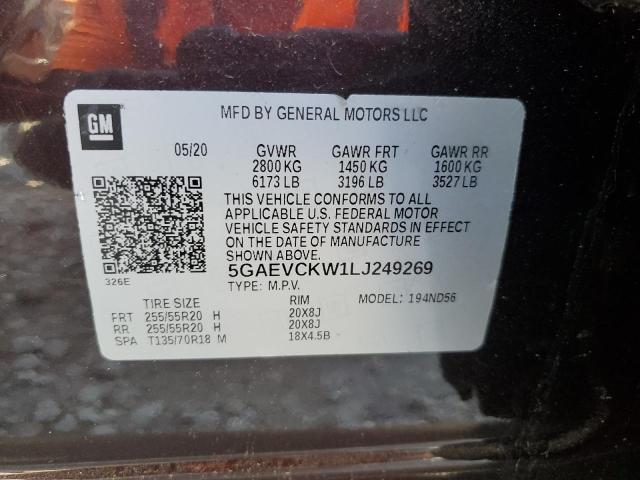 GM
MFD BY GENERAL MOTORS LLC
05/20 GVWR GAWR FRT GAWR RR
2800 KG 1450 KG 1600 KG
6173 LB 3196 LB 3527 LB
THIS VEHICLE CONFORMS TO ALL
APPLICABLE U.S. FEDERAL MOTOR
VEHICLE SAFETY STANDARDS IN EFFECT
ON THE DATE OF MANUFACTURE
5GAEVCKW1LJ249269
326E
TYPE: M.P.V. MODEL: 194ND56
TIRE SIZE RIM
FRT 255/55R20 H 20X8J
RR 255/55R20 H 20X8J
SPA T135/70R18 M 18X4.5B